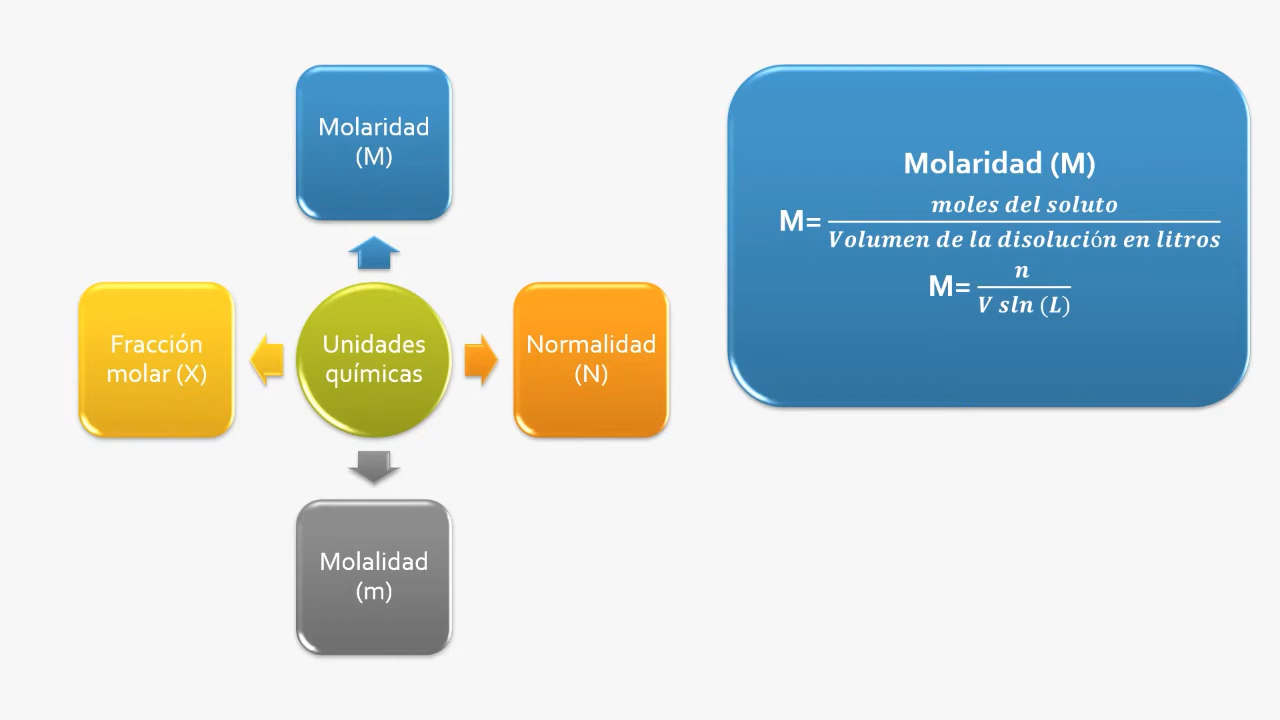 Molaridad
(M)
Fracción
molar (X)
Unidades
químicas
Normalidad
(N)
Molalidad
(m)
Molaridad (M)
M= moles del soluto / Volumen de la disolución en litros
M= n / V sln (L)